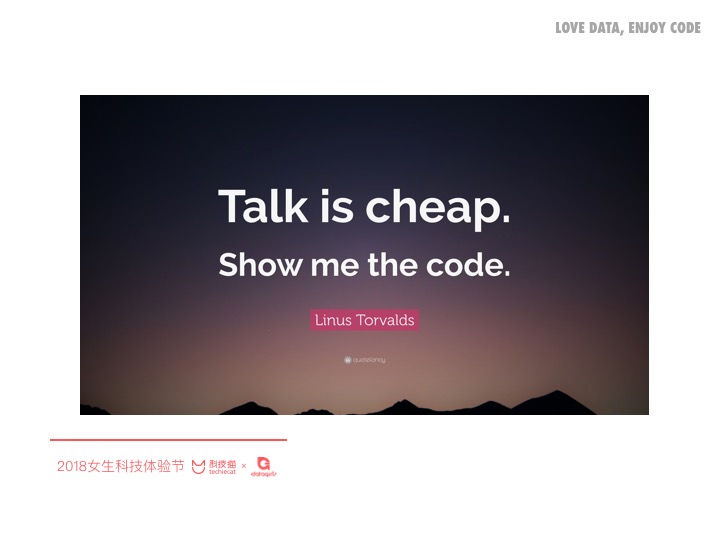 LOVE DATA, ENJOY CODE
Talk is cheap.
Show me the code.
Linus Torvalds
quotefancy
2018女生科技体验节 科技猫 techiecat ×